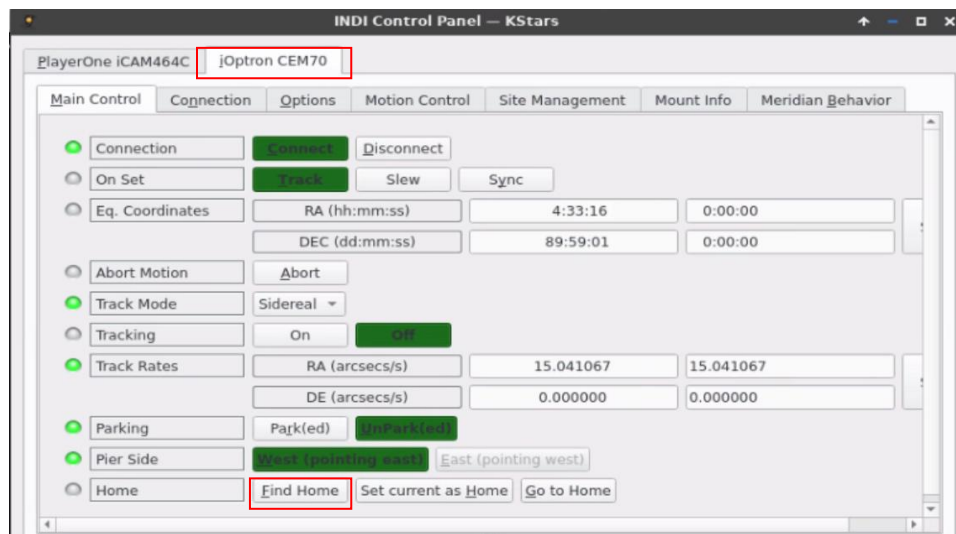 INDI Control Panel — KStars
PlayerOne iCAM464C iOptron CEM70
Main Control Connection Options Motion Control Site Management Mount Info Meridian Behavior
Connection Connect Disconnect
On Set Track Slew Sync
Eq. Coordinates RA (hh:mm:ss) 4:33:16 0:00:00
DEC (dd:mm:ss) 89:59:01 0:00:00
Abort Motion Abort
Track Mode Sidereal
Tracking On Off
Track Rates RA (arcsecs/s) 15.041067 15.041067
DE (arcsecs/s) 0.000000 0.000000
Parking Park(ed) UnPark(ed)
Pier Side West (pointing east) East (pointing west)
Home Find Home Set current as Home Go to Home